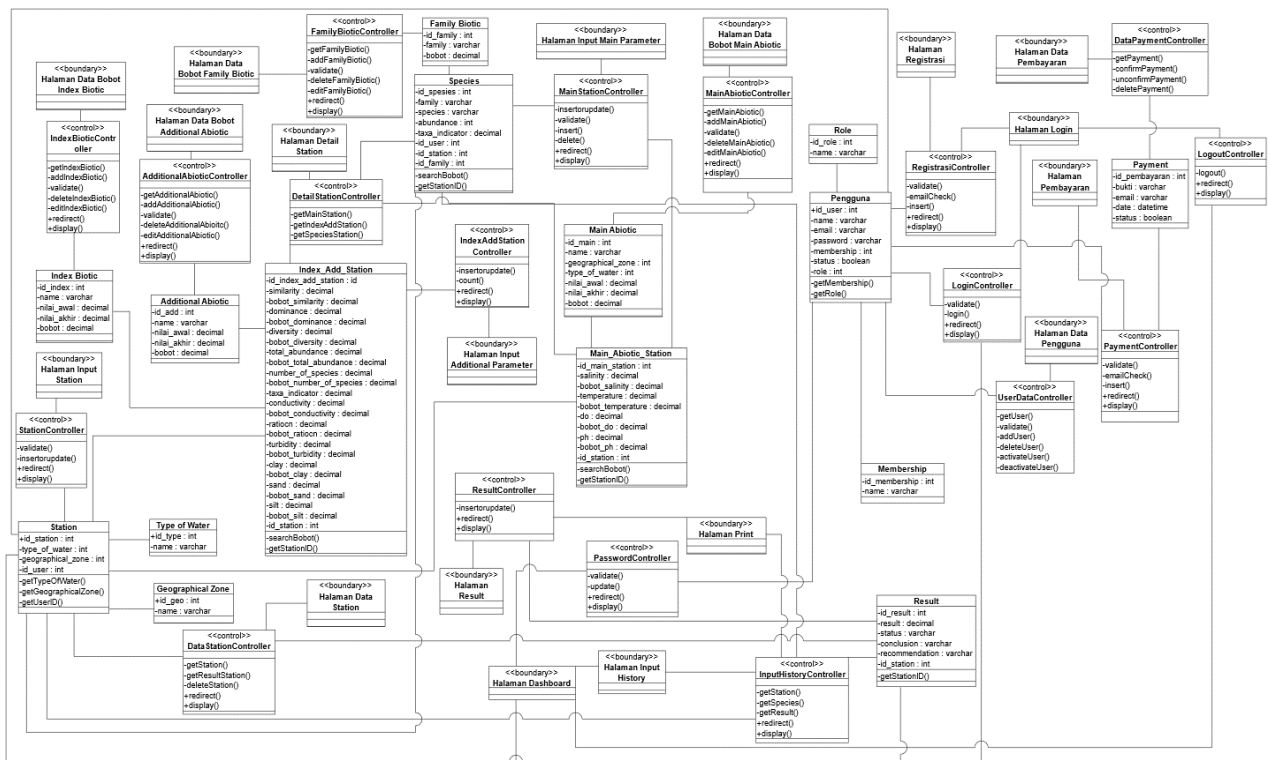 <<control>>
FamilyBioticController
-getFamilyBiotic()
-addFamilyBiotic()
-validate()
-deleteFamilyBiotic()
-editFamilyBiotic()
+redirect()
+display()
Family Biotic
-id_family : int
-family : varchar
-bobot : decimal
<<boundary>>
Halaman Input Main Parameter
<<boundary>>
Halaman Data
Bobot Main Abiotic
<<boundary>>
Halaman
Registrasi
<<boundary>>
Halaman Data
Pembayaran
<<control>>
DataPaymentController
-getPayment()
-confirmPayment()
-unconfirmPayment()
-deletePayment()
<<boundary>>
Halaman Data
Bobot Family Biotic
<<boundary>>
Halaman Data Bobot
Index Biotic
<<boundary>>
Halaman Data Bobot
Additional Abiotic
<<boundary>>
Halaman Detail
Station
Species
-id_spesies : int
-family : varchar
-species : varchar
-abundance : int
-taxa_indicator : decimal
-id_user : int
-id_station : int
-id_family : int
-searchBobot()
-getStationID()
<<control>>
MainStationController
-insertorupdate()
-validate()
-insert()
-delete()
+redirect()
+display()
<<control>>
MainAbioticController
-getMainAbiotic()
-addMainAbiotic()
-validate()
-deleteMainAbiotic()
-editMainAbiotic()
+redirect()
+display()
Role
-id_role : int
-name : varchar
<<boundary>>
Halaman Login
<<control>>
LogoutController
-logout()
+redirect()
+display()
<<control>>
IndexBioticContr
oller
-getIndexBiotic()
-addIndexBiotic()
-validate()
-deleteIndexBiotic()
-editIndexBiotic()
+redirect()
+display()
<<control>>
AdditionalAbioticController
-getAdditionalAbiotic()
-addAdditionalAbiotic()
-validate()
-deleteAdditionalAbioitc()
-editAdditionalAbiotic()
+redirect()
+display()
<<control>>
DetailStationController
-getMainStation()
-getIndexAddStation()
-getSpeciesStation()
<<control>>
RegistrasiController
-validate()
-emailCheck()
-insert()
+redirect()
+display()
<<boundary>>
Halaman
Pembayaran
Payment
-id_pembayaran : int
-bukti : varchar
-email : varchar
-date : datetime
-status : boolean
Pengguna
+id_user : int
-name : varchar
-email : varchar
-password : varchar
-membership : int
-status : boolean
-role : int
-getMembership()
-getRole()
<<control>>
IndexAddStation
Controller
-insertorupdate()
-count()
+redirect()
+display()
Main Abiotic
-id_main : int
-name : varchar
-geographical_zone : int
-type_of_water : int
-nilai_awal : decimal
-nilai_akhir : decimal
-bobot : decimal
Index Biotic
-id_index : int
-name : varchar
-nilai_awal : decimal
-nilai_akhir : decimal
-bobot : decimal
Additional Abiotic
-id_add : int
-name : varchar
-nilai_awal : decimal
-nilai_akhir : decimal
-bobot : decimal
Index_Add_Station
-id_index_add_station : id
-similarity : decimal
-bobot_similarity : decimal
-dominance : decimal
-bobot_dominance : decimal
-diversity : decimal
-bobot_diversity : decimal
-total_abundance : decimal
-bobot_total_abundance : decimal
-number_of_species : decimal
-bobot_number_of_species : decimal
-taxa_indicator : decimal
-conductivity : decimal
-bobot_conductivity : decimal
-ratiocn : decimal
-bobot_ratiocn : decimal
-turbidity : decimal
-bobot_turbidity : decimal
-clay : decimal
-bobot_clay : decimal
-sand : decimal
-bobot_sand : decimal
-silt : decimal
-bobot_silt : decimal
-id_station : int
-searchBobot()
-getStationID()
<<boundary>>
Halaman Input
Additional Parameter
Main_Abiotic_Station
-id_main_station : int
-salinity : decimal
-bobot_salinity : decimal
-temperature : decimal
-bobot_temperature : decimal
-do : decimal
-bobot_do : decimal
-ph : decimal
-bobot_ph : decimal
-id_station : int
-searchBobot()
-getStationID()
<<control>>
LoginController
-validate()
-login()
+redirect()
+display()
<<boundary>>
Halaman Data
Pengguna
<<control>>
PaymentController
-validate()
-emailCheck()
-insert()
+redirect()
+display()
<<control>>
UserDataController
-getUser()
-validate()
-addUser()
-deleteUser()
-activateUser()
-deactivateUser()
<<boundary>>
Halaman Input
Station
<<control>>
StationController
-validate()
-insertorupdate()
+redirect()
+display()
Membership
-id_membership : int
-name : varchar
<<control>>
ResultController
-insertorupdate()
+redirect()
+display()
<<boundary>>
Halaman Print
Station
+id_station : int
-type_of_water : int
-geographical_zone : int
-id_user : int
-getTypeOfWater()
-getGeographicalZone()
-getUserID()
Type of Water
+id_type : int
-name : varchar
<<control>>
PasswordController
-validate()
-update()
+redirect()
+display()
<<boundary>>
Halaman
Result
Geographical Zone
+id_geo : int
-name : varchar
<<boundary>>
Halaman Data
Station
Result
-id_result : int
-result : decimal
-status : varchar
-conclusion : varchar
-recommendation : varchar
-id_station : int
-getStationID()
<<control>>
DataStationController
-getStation()
-getResultStation()
-deleteStation()
+redirect()
+display()
<<boundary>>
Halaman Dashboard
<<boundary>>
Halaman Input
History
<<control>>
InputHistoryController
-getStation()
-getSpecies()
-getResult()
+redirect()
+display()